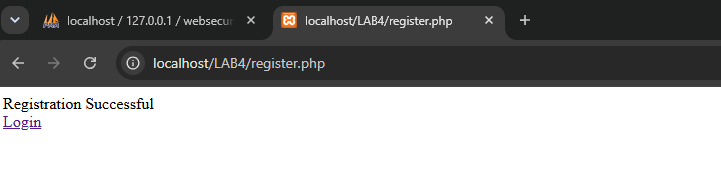 localhost / 127.0.0.1 / websecur
localhost/LAB4/register.php
localhost/LAB4/register.php
Registration Successful
Login